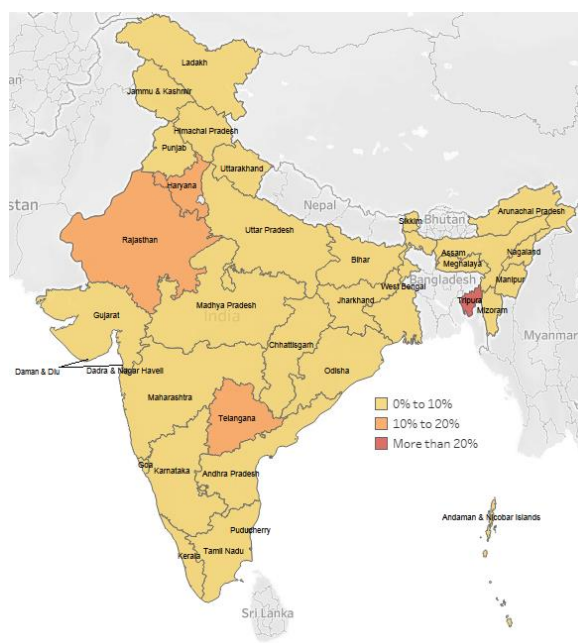 Ladakh
Jammu & Kashmir
Himachal Pradesh
Punjab
Uttarakhand
Haryana
Nepal
Bhutan
Arunachal Pradesh
Sikkim
stan
Rajasthan
Uttar Pradesh
Assam
Nagaland
Bihar
Meghalaya
Manipur
Bangladesh
West Bengal
Jharkhand
Tripura
Mizoram
Gujarat
Madhya Pradesh
India
Myanmar
Chhattisgarh
Daman & Diu
Dadra & Nagar Haveli
Odisha
Maharashtra
0% to 10%
10% to 20%
More than 20%
Telangana
Goa
Karnataka
Andhra Pradesh
Andaman & Nicobar Islands
Puducherry
Kerala
Tamil Nadu
Sri Lanka